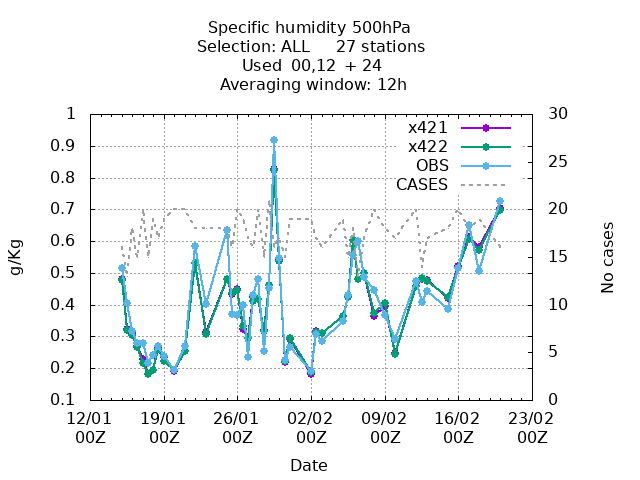 Specific humidity 500hPa
Selection: ALL 27 stations
Used 00,12 + 24
Averaging window: 12h
x421
x422
OBS
CASES
1
0.9
0.8
0.7
0.6
0.5
0.4
0.3
0.2
0.1
g/Kg
30
25
20
15
10
5
0
No cases
12/01 19/01 26/01 02/02 09/02 16/02 23/02
00Z 00Z 00Z 00Z 00Z 00Z 00Z
Date